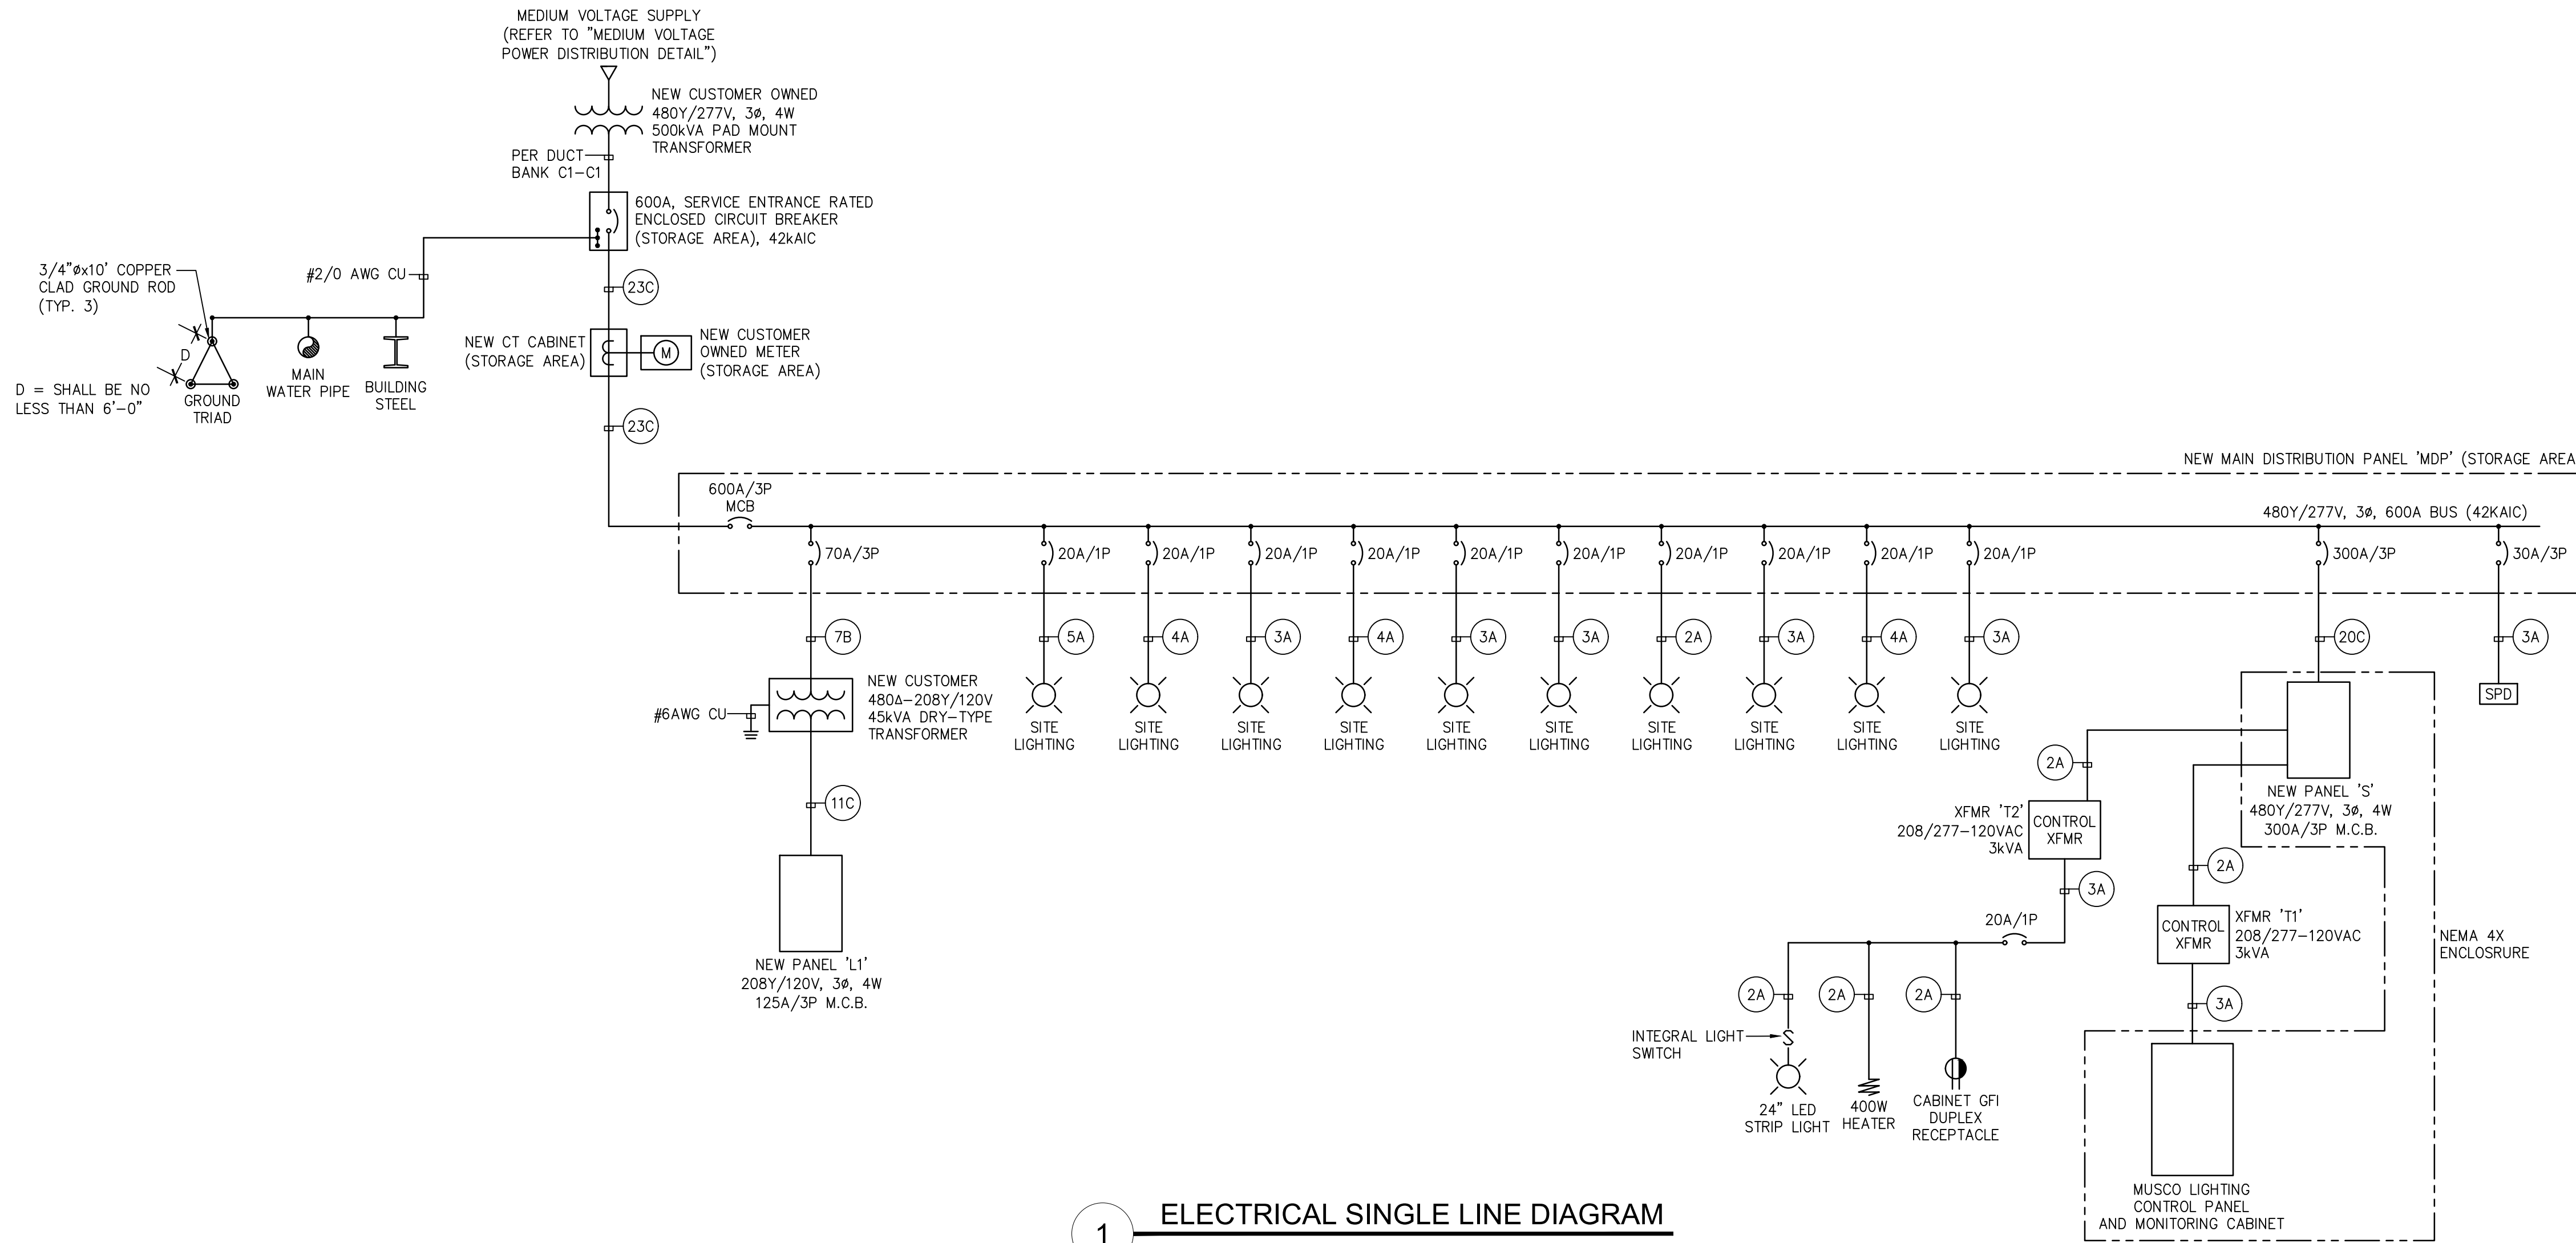 MEDIUM VOLTAGE SUPPLY
(REFER TO "MEDIUM VOLTAGE
POWER DISTRIBUTION DETAIL")
NEW CUSTOMER OWNED
480Y/277V, 3ø, 4W
500kVA PAD MOUNT
TRANSFORMER
PER DUCT
BANK C1-C1
600A, SERVICE ENTRANCE RATED
ENCLOSED CIRCUIT BREAKER
(STORAGE AREA), 42kAIC
3/4"øx10' COPPER
CLAD GROUND ROD
(TYP. 3)
#2/0 AWG CU
23C
D
D = SHALL BE NO
LESS THAN 6'-0"
GROUND
TRIAD
MAIN
WATER PIPE
BUILDING
STEEL
NEW CT CABINET
(STORAGE AREA)
M
NEW CUSTOMER
OWNED METER
(STORAGE AREA)
23C
NEW MAIN DISTRIBUTION PANEL 'MDP' (STORAGE AREA
600A/3P
MCB
480Y/277V, 3ø, 600A BUS (42KAIC)
70A/3P
20A/1P
20A/1P
20A/1P
20A/1P
20A/1P
20A/1P
20A/1P
20A/1P
20A/1P
20A/1P
300A/3P
30A/3P
7B
5A
4A
3A
4A
3A
3A
2A
3A
4A
3A
20C
3A
#6AWG CU
NEW CUSTOMER
480Δ-208Y/120V
45kVA DRY-TYPE
TRANSFORMER
SITE
LIGHTING
SITE
LIGHTING
SITE
LIGHTING
SITE
LIGHTING
SITE
LIGHTING
SITE
LIGHTING
SITE
LIGHTING
SITE
LIGHTING
SITE
LIGHTING
SITE
LIGHTING
SPD
11C
NEW PANEL 'L1'
208Y/120V, 3ø, 4W
125A/3P M.C.B.
NEW PANEL 'S'
480Y/277V, 3ø, 4W
300A/3P M.C.B.
2A
XFMR 'T2'
208/277-120VAC
3kVA
CONTROL
XFMR
3A
20A/1P
2A
CONTROL
XFMR
XFMR 'T1'
208/277-120VAC
3kVA
NEMA 4X
ENCLOSRURE
3A
2A
2A
2A
INTEGRAL LIGHT
SWITCH
24" LED
STRIP LIGHT
400W
HEATER
CABINET GFI
DUPLEX
RECEPTACLE
MUSCO LIGHTING
CONTROL PANEL
AND MONITORING CABINET
1
ELECTRICAL SINGLE LINE DIAGRAM